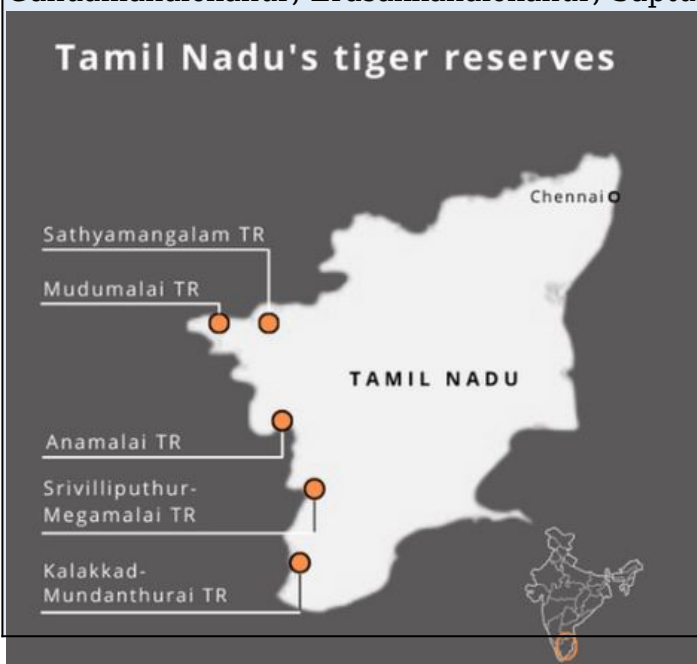 Tamil Nadu's tiger reserves
Chennai
Sathyamangalam TR
Mudumalai TR
TAMIL NADU
Anamalai TR
Srivilliputhur-
Megamalai TR
Kalakkad-
Mundanthurai TR